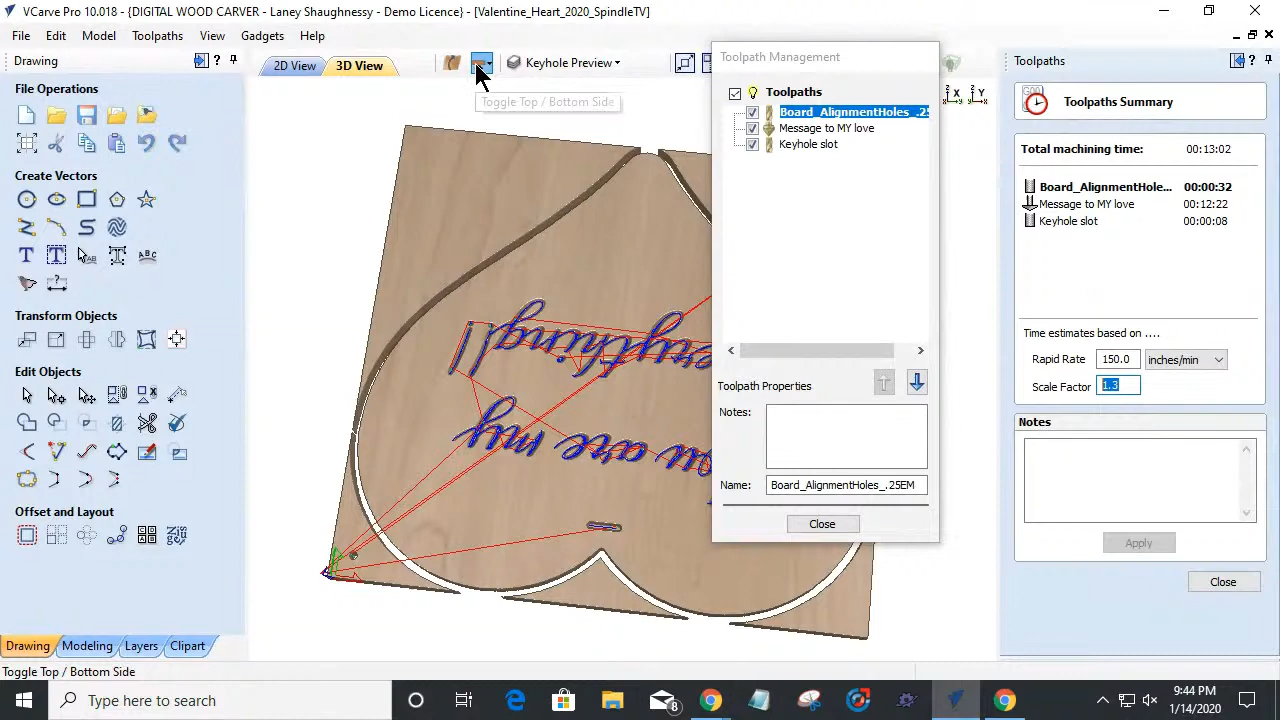 VCarve Pro 10.018 - {DIGITAL WOOD CARVER - Laney Shaughnessy - Demo Licence} - [Valentine_Heart_2020_SpindleTV]
File Edit Model Toolpaths View Gadgets Help
Drawing
File Operations
Create Vectors
Transform Objects
Edit Objects
Offset and Layout
Drawing Modeling Layers Clipart
Toggle Top / Bottom Side
2D View 3D View
Keyhole Preview
Toggle Top / Bottom Side
are my
Toolpath Management
Toolpaths
Board_AlignmentHoles_.25
Message to MY love
Keyhole slot
Toolpath Properties
Notes:
Name: Board_AlignmentHoles_.25EM
Close
X Y
Toolpaths
Toolpaths Summary
Total machining time: 00:13:02
Board_AlignmentHole... 00:00:32
Message to MY love 00:12:22
Keyhole slot 00:00:08
Time estimates based on ....
Rapid Rate 150.0 inches/min
Scale Factor 1.3
Notes
Apply
Close
Type here to search
8
9:44 PM
1/14/2020